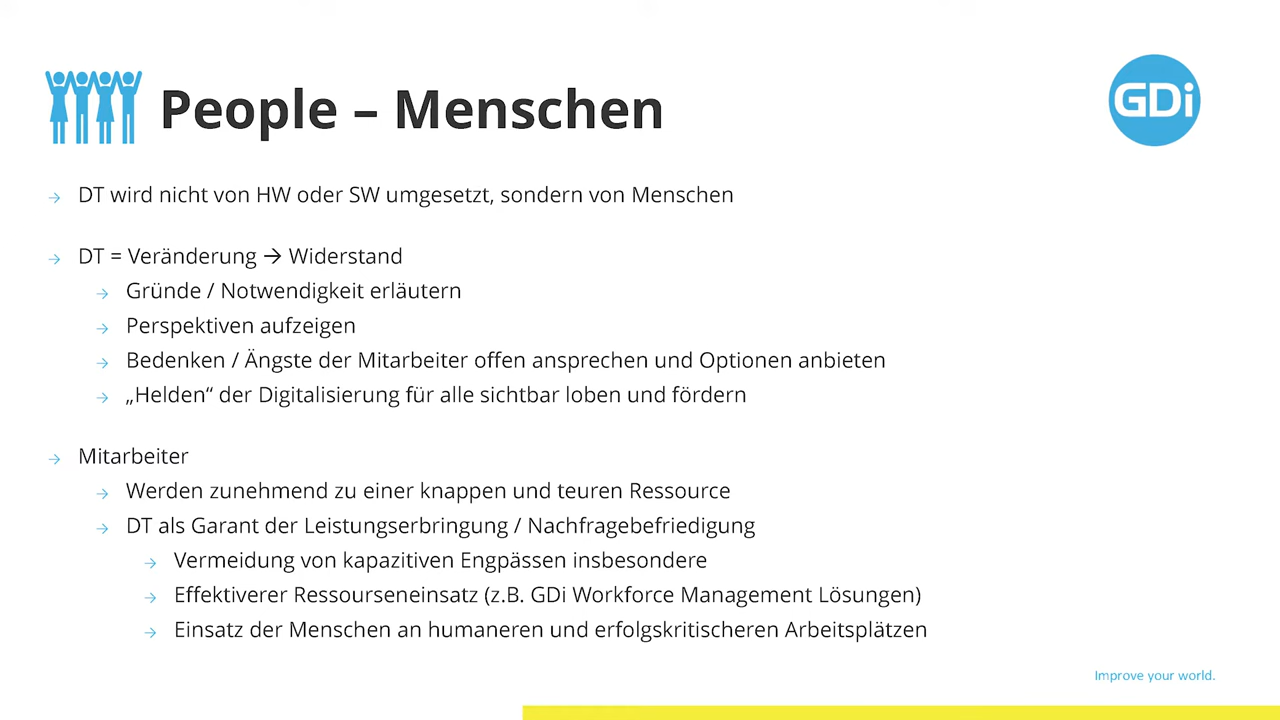 People – Menschen
GDi
→ DT wird nicht von HW oder SW umgesetzt, sondern von Menschen
→ DT = Veränderung → Widerstand
→ Gründe / Notwendigkeit erläutern
→ Perspektiven aufzeigen
→ Bedenken / Ängste der Mitarbeiter offen ansprechen und Optionen anbieten
→ „Helden“ der Digitalisierung für alle sichtbar loben und fördern
→ Mitarbeiter
→ Werden zunehmend zu einer knappen und teuren Ressource
→ DT als Garant der Leistungserbringung / Nachfragebefriedigung
→ Vermeidung von kapazitiven Engpässen insbesondere
→ Effektiverer Ressourseneinsatz (z.B. GDi Workforce Management Lösungen)
→ Einsatz der Menschen an humaneren und erfolgskritischeren Arbeitsplätzen
Improve your world.